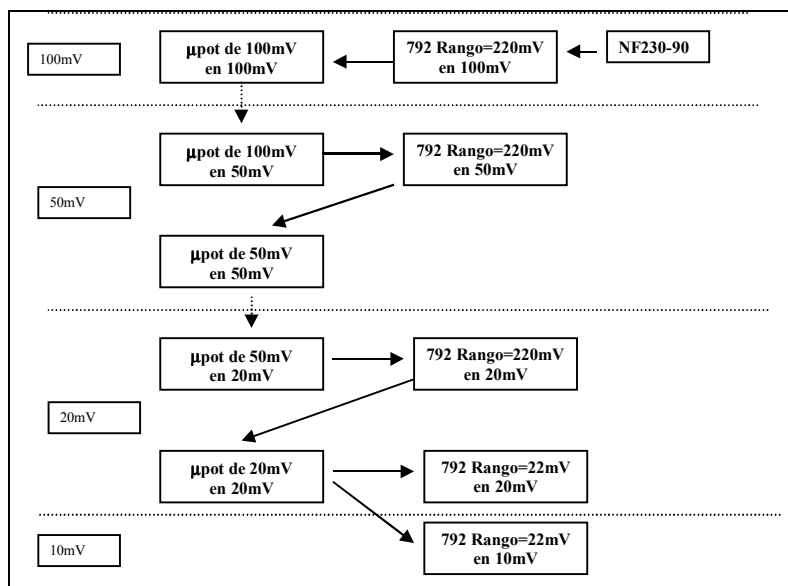 100mV
μpot de 100mV
en 100mV
792 Rango=220mV
en 100mV
NF230-90
μpot de 100mV
en 50mV
792 Rango=220mV
en 50mV
50mV
μpot de 50mV
en 50mV
μpot de 50mV
en 20mV
792 Rango=220mV
en 20mV
20mV
μpot de 20mV
en 20mV
792 Rango=22mV
en 20mV
10mV
792 Rango=22mV
en 10mV